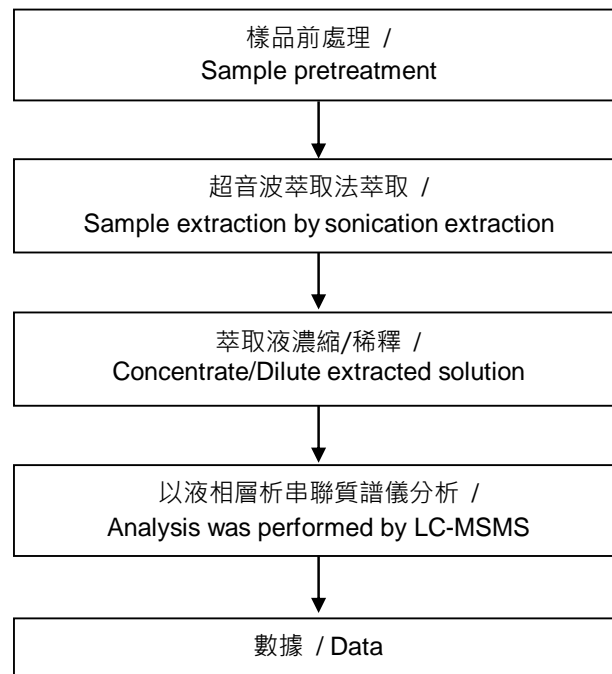 樣品前處理 /
Sample pretreatment
超音波萃取法萃取 /
Sample extraction by sonication extraction
萃取液濃縮/稀釋 /
Concentrate/Dilute extracted solution
以液相層析串聯質譜儀分析 /
Analysis was performed by LC-MSMS
數據 / Data